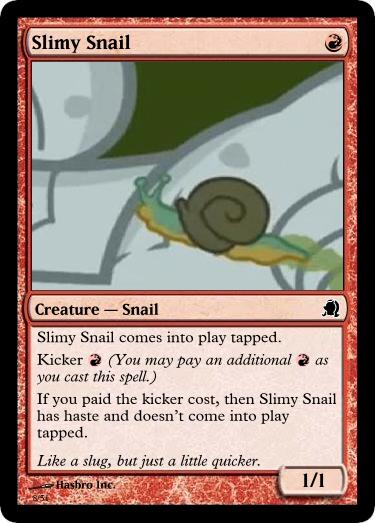 Slimy Snail
Creature — Snail
Slimy Snail comes into play tapped.
Kicker (You may pay an additional as
you cast this spell.)
If you paid the kicker cost, then Slimy Snail
has haste and doesn't come into play
tapped.
Like a slug, but just a little quicker.
Hasbro Inc.
1/1